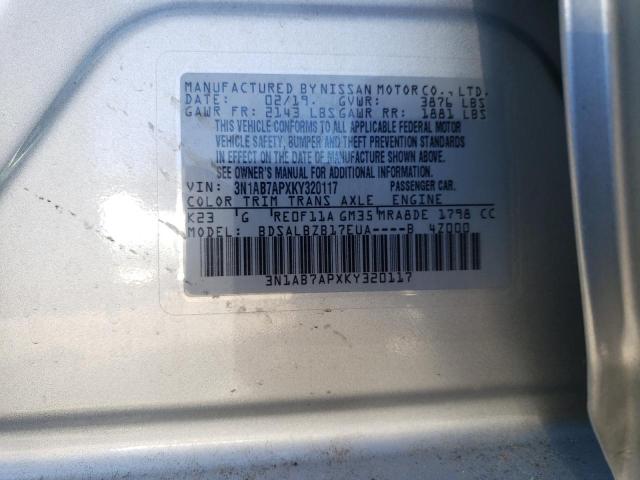 MANUFACTURED BY NISSAN MOTOR CO., LTD.
DATE: 02/19. GVWR: 3876 LBS
GAWR FR: 2143 LBS GAWR RR: 1881 LBS
THIS VEHICLE CONFORMS TO ALL APPLICABLE FEDERAL MOTOR
VEHICLE SAFETY, BUMPER AND THEFT PREVENTION STANDARDS
IN EFFECT ON THE DATE OF MANUFACTURE SHOWN ABOVE.
SEE OWNER'S MANUAL FOR ADDITIONAL INFORMATION.
VIN: 3N1AB7APXKY320117 PASSENGER CAR.
COLOR TRIM TRANS AXLE ENGINE
K23 G RE0F11A GM35 MRA8DE 1798 CC
MODEL: BDSALBZB17EUA----B 4Z000
3N1AB7APXKY320117